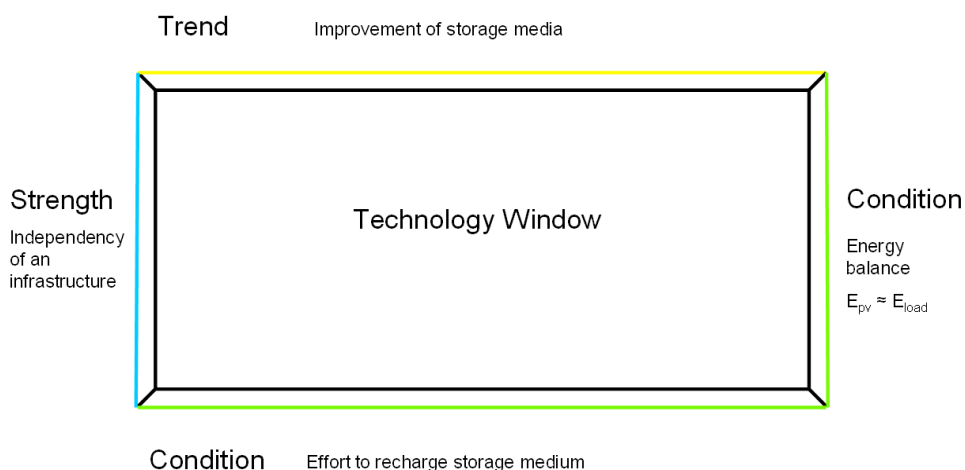 Trend Improvement of storage media
Strength
Independency
of an
infrastructure
Technology Window
Condition
Energy
balance
E_pv ≈ E_load
Condition Effort to recharge storage medium